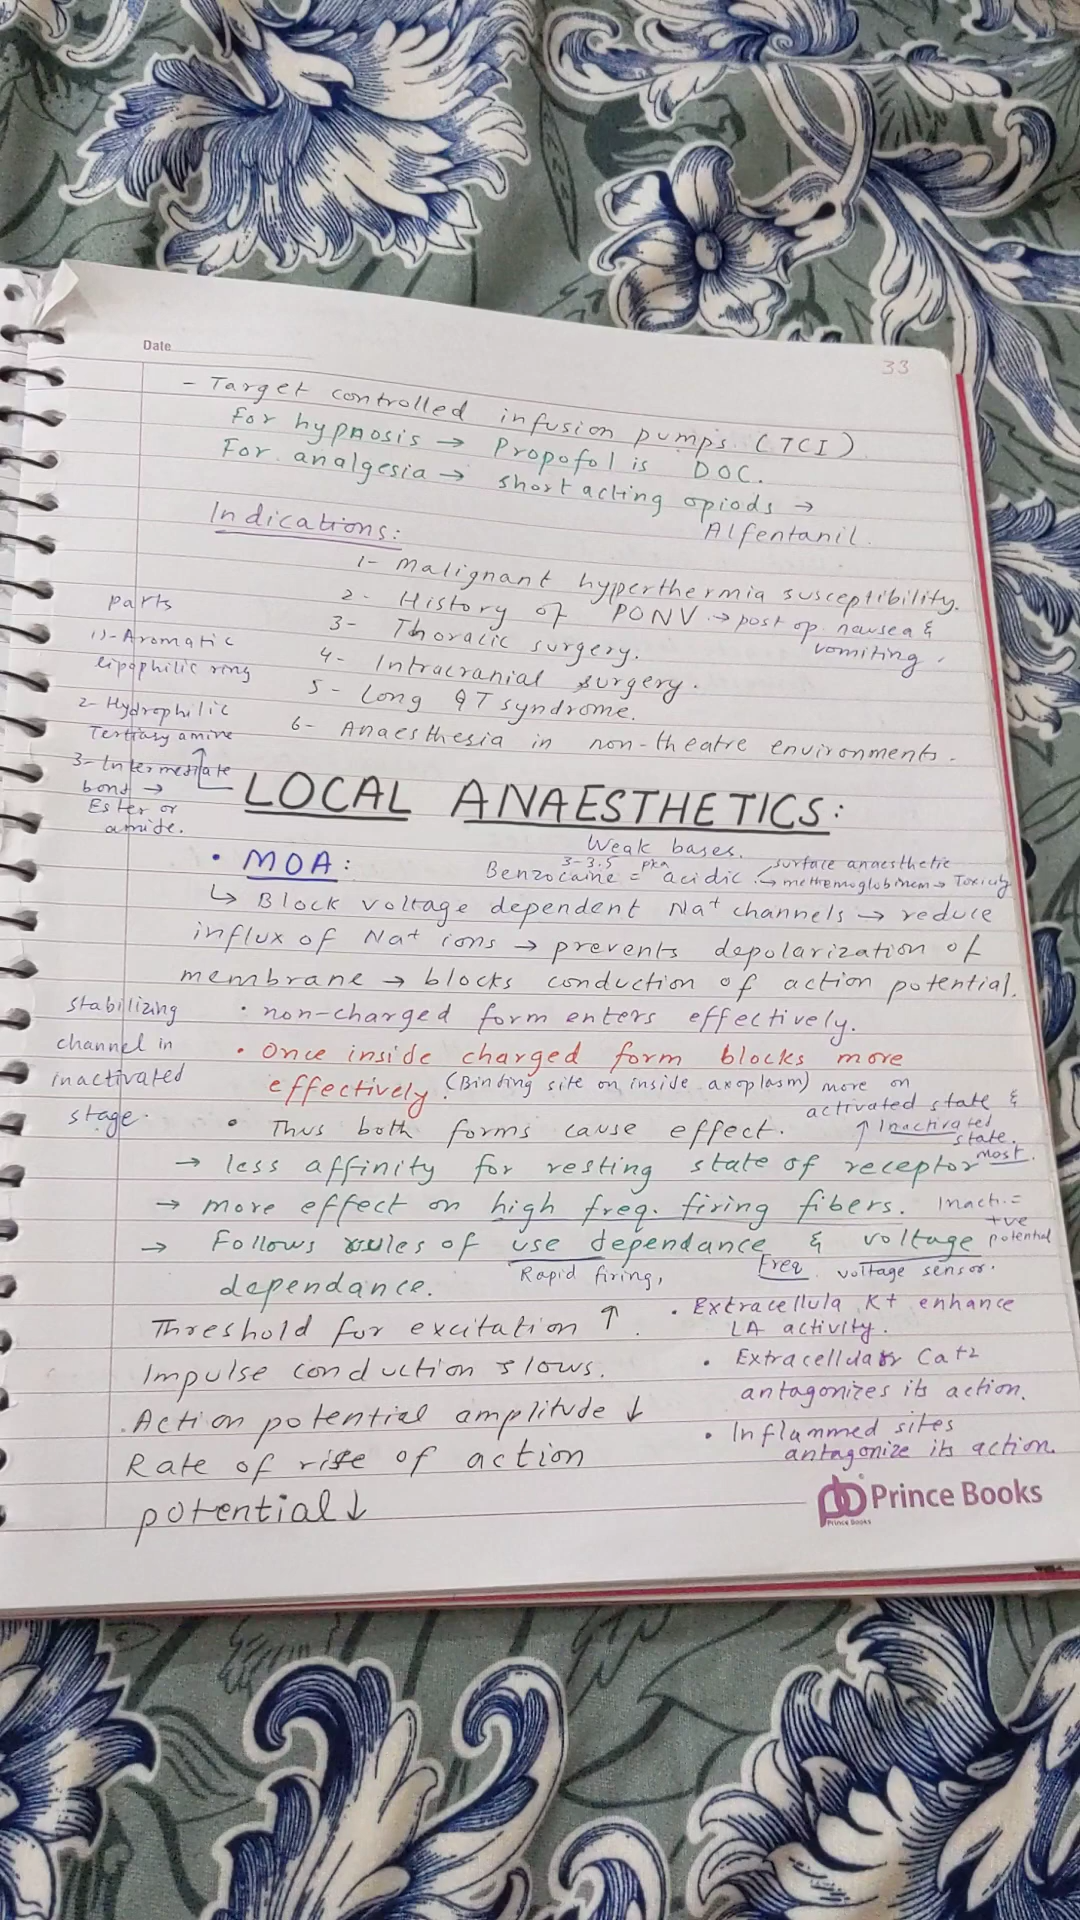 Date
33
- Target controlled infusion pumps (TCI)
For hypnosis → Propofol is DOC.
For analgesia → short acting opiods →
Alfentanil.
Indications:
1- Malignant hyperthermia susceptibility.
2- History of PONV → post op. nausea &
vomiting.
3- Thoracic surgery.
4- Intracranial surgery.
5- Long QT syndrome.
6- Anaesthesia in non-theatre environments.
parts
1)- Aromatic
lipophilic ring
2- Hydrophilic
Tertiary amine
3- Intermediate
bond →
Ester or
amide.
LOCAL ANAESTHETICS:
Weak bases.
• MOA:
3-3.5 pka surface anaesthetic
Benzocaine = acidic. → methemoglobinem → Toxicity
↳ Block voltage dependent Na+ channels → reduce
influx of Na+ ions → prevents depolarization of
membrane → blocks conduction of action potential.
• non-charged form enters effectively.
• Once inside charged form blocks more
effectively. (Binding site on inside axoplasm) more on
activated state &
↑ Inactivated
state.
most.
stabilizing
channel in
inactivated
stage.
• Thus both forms cause effect.
→ less affinity for resting state of receptor
→ more effect on high freq. firing fibers.
Inacti. =
+ve
potential
→ Follows rules of use dependance & voltage
dependance.
Rapid firing, Freq. voltage sensor.
Threshold for excitation ↑.
Impulse conduction slows.
Action potential amplitude ↓
Rate of rise of action
potential ↓
• Extracellula K+ enhance
LA activity.
• Extracellular Ca+2
antagonizes its action.
• Inflammed sites
antagonize its action.
Prince Books
Prince Books